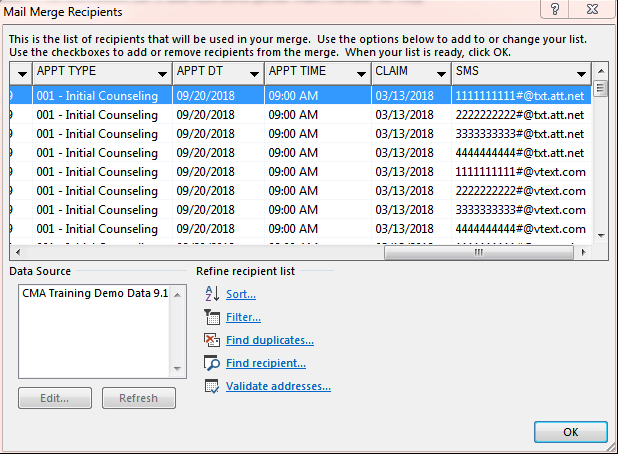 Mail Merge Recipients
This is the list of recipients that will be used in your merge. Use the options below to add to or change your list.
Use the checkboxes to add or remove recipients from the merge. When your list is ready, click OK.
APPT TYPE APPT DT APPT TIME CLAIM SMS
9 001 - Initial Counseling 09/20/2018 09:00 AM 03/13/2018 1111111111#@txt.att.net
9 001 - Initial Counseling 09/20/2018 09:00 AM 03/13/2018 2222222222#@txt.att.net
9 001 - Initial Counseling 09/20/2018 09:00 AM 03/13/2018 3333333333#@txt.att.net
9 001 - Initial Counseling 09/20/2018 09:00 AM 03/13/2018 4444444444#@txt.att.net
9 001 - Initial Counseling 09/20/2018 09:00 AM 03/13/2018 1111111111#@vtext.com
9 001 - Initial Counseling 09/20/2018 09:00 AM 03/13/2018 2222222222#@vtext.com
9 001 - Initial Counseling 09/20/2018 09:00 AM 03/13/2018 3333333333#@vtext.com
9 001 - Initial Counseling 09/20/2018 09:00 AM 03/13/2018 4444444444#@vtext.com
Data Source
CMA Training Demo Data 9.1
Edit...
Refresh
Refine recipient list
Sort...
Filter...
Find duplicates...
Find recipient...
Validate addresses...
OK